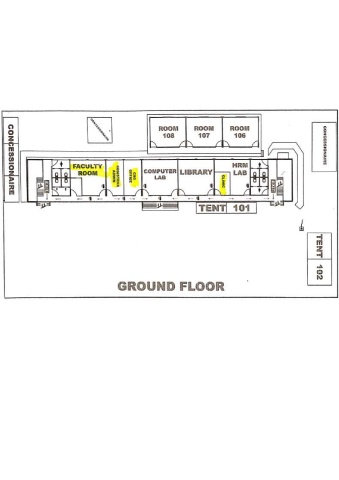 CONCESSIONAIRE
ROOM
108
ROOM
107
ROOM
106
FACULTY
ROOM
COMPUTER
LAB
LIBRARY
CLINIC
HRM
LAB
TENT 101
TENT 102
GROUND FLOOR